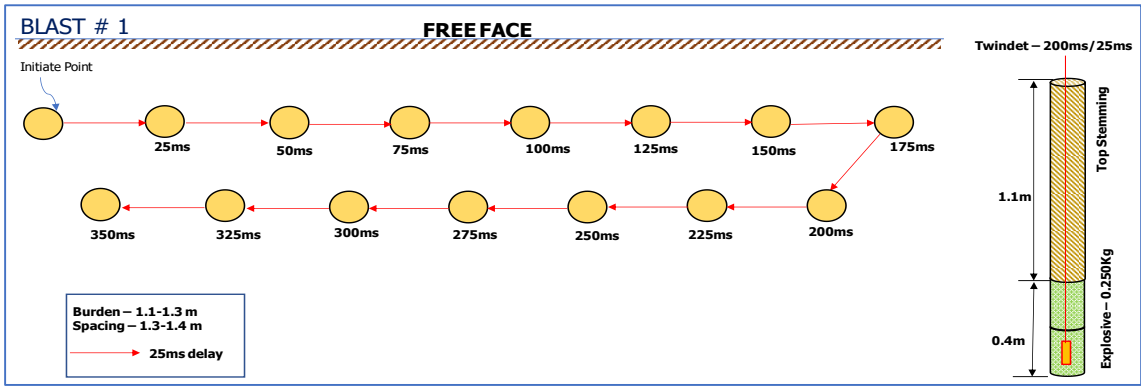 BLAST # 1
FREE FACE
Initiate Point
25ms
50ms
75ms
100ms
125ms
150ms
175ms
350ms
325ms
300ms
275ms
250ms
225ms
200ms
Burden – 1.1-1.3 m
Spacing – 1.3-1.4 m
25ms delay
Twindet – 200ms/25ms
Top Stemming
1.1m
Explosive – 0.250Kg
0.4m